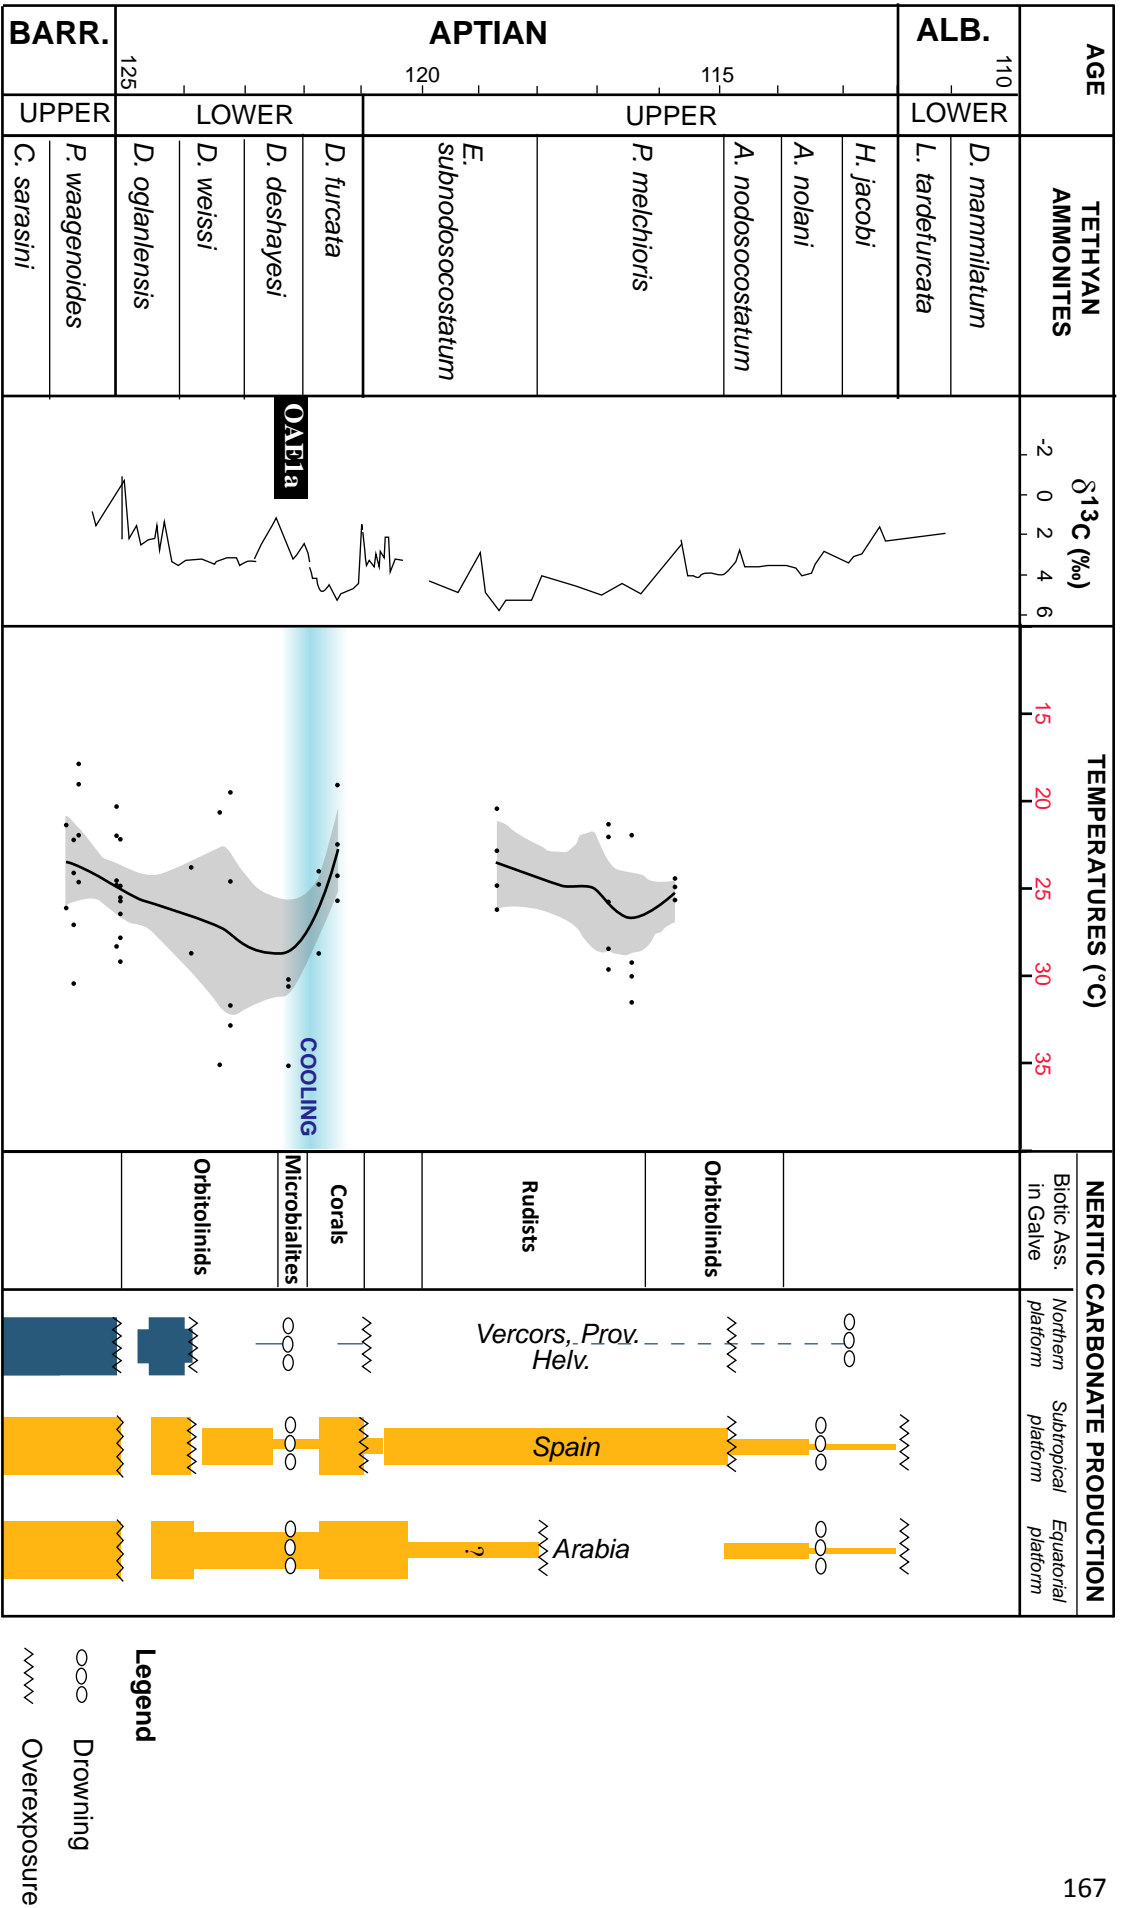 AGE
110
115
120
125
ALB.
APTIAN
BARR.
LOWER
UPPER
LOWER
UPPER
TETHYAN
AMMONITES
D. mammilatum
L. tardefurcata
H. jacobi
A. nolani
A. nodosocostatum
P. melchioris
E.
subnodosocostatum
D. furcata
D. deshayesi
D. weissi
D. oglanlensis
P. waagenoides
C. sarasini
δ13C (‰)
-2 0 2 4 6
OAE1a
TEMPERATURES (°C)
15 20 25 30 35
COOLING
NERITIC CARBONATE PRODUCTION
Biotic Ass.
in Galve
Northern
platform
Subtropical
platform
Equatorial
platform
Orbitolinids
Rudists
Corals
Microbialites
Orbitolinids
Vercors, Prov.
Helv.
Spain
?
Arabia
Legend
Drowning
Overexposure
167